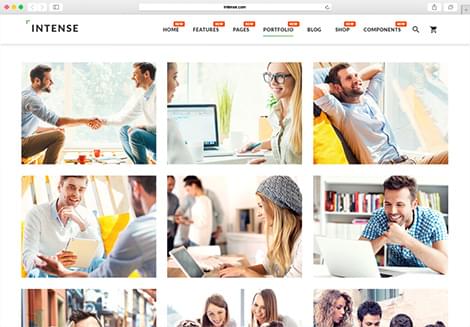 intense.com
NEW NEW NEW NEW NEW NEW
INTENSE HOME FEATURES PAGES PORTFOLIO BLOG SHOP COMPONENTS